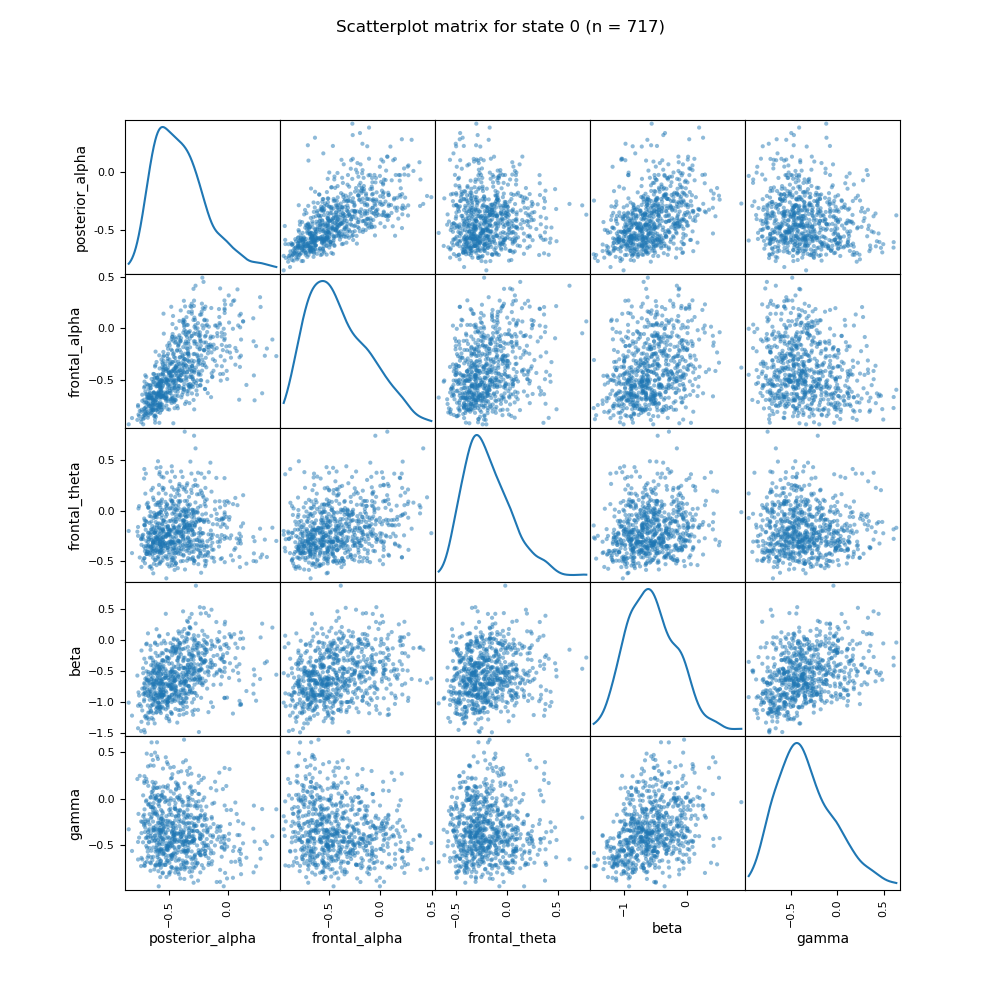 Scatterplot matrix for state 0 (n = 717)
posterior_alpha
0.0
−0.5
frontal_alpha
0.5
0.0
−0.5
frontal_theta
0.5
0.0
−0.5
beta
0.5
0.0
−0.5
−1.0
−1.5
gamma
0.5
0.0
−0.5
−0.5 0.0 −0.5 0.0 0.5 −0.5 0.0 0.5 −1 0 −0.5 0.0 0.5
posterior_alpha frontal_alpha frontal_theta beta gamma